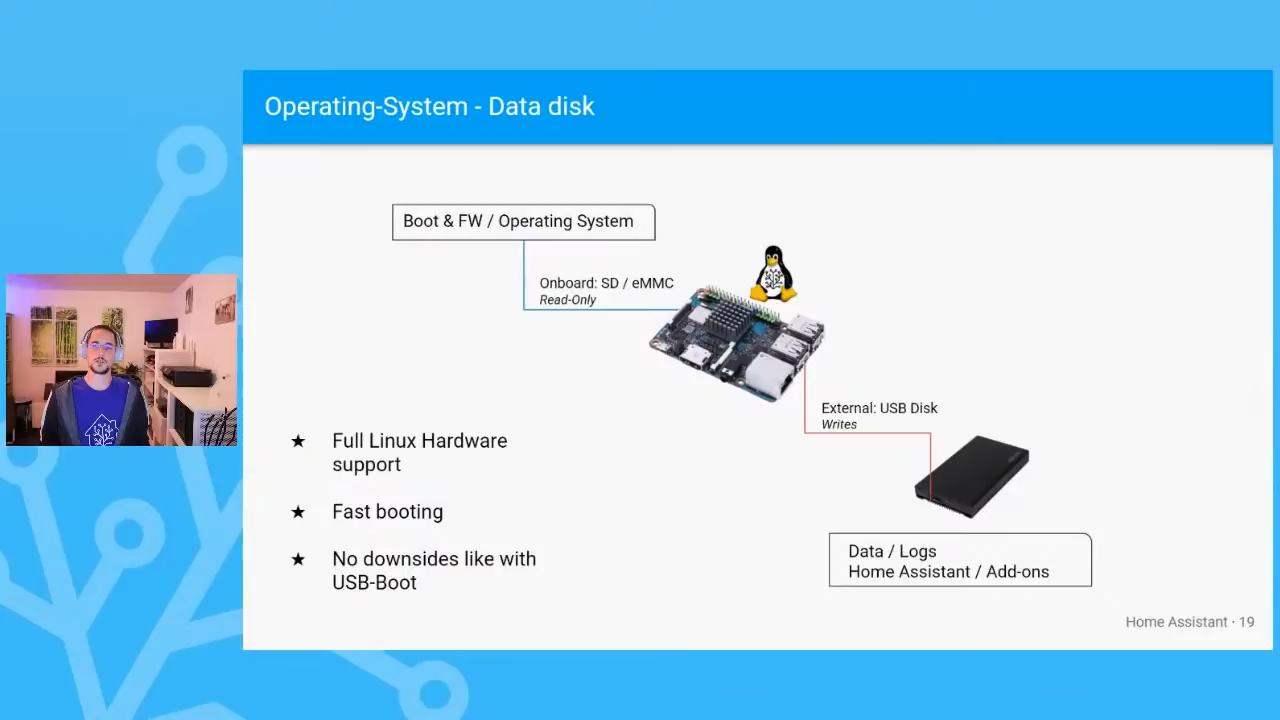 Operating-System - Data disk
Boot & FW / Operating System
Onboard: SD / eMMC
Read-Only
External: USB Disk
Writes
★ Full Linux Hardware
support
★ Fast booting
★ No downsides like with
USB-Boot
Data / Logs
Home Assistant / Add-ons
Home Assistant · 19